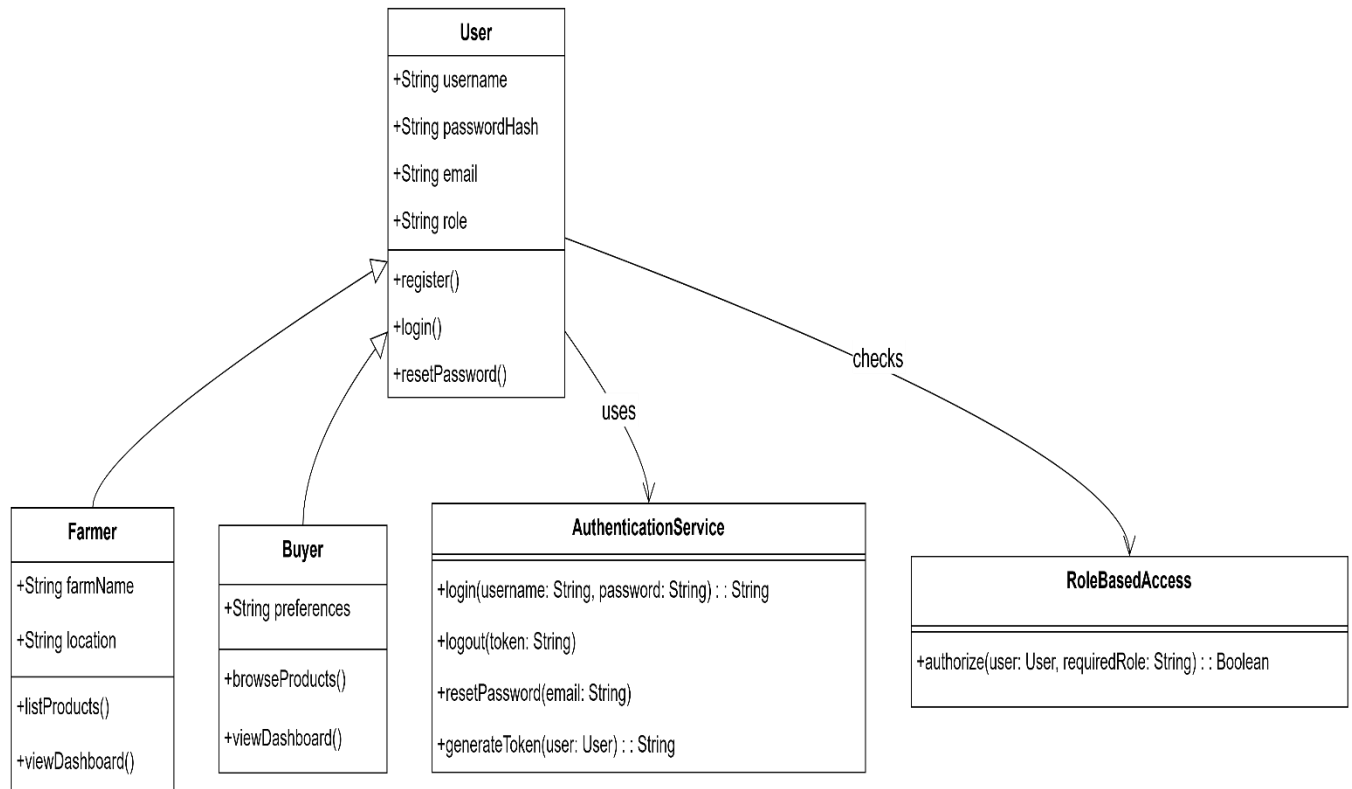 User
+String username
+String passwordHash
+String email
+String role
+register()
+login()
+resetPassword()
checks
uses
Farmer
+String farmName
+String location
+listProducts()
+viewDashboard()
Buyer
+String preferences
+browseProducts()
+viewDashboard()
AuthenticationService
+login(username: String, password: String) : : String
+logout(token: String)
+resetPassword(email: String)
+generateToken(user: User) : : String
RoleBasedAccess
+authorize(user: User, requiredRole: String) : : Boolean